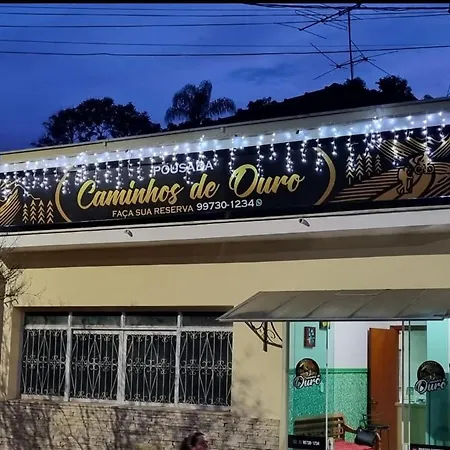 POUSADA
Caminhos de Ouro
FAÇA SUA RESERVA 99730-1234
Ouro
Ouro